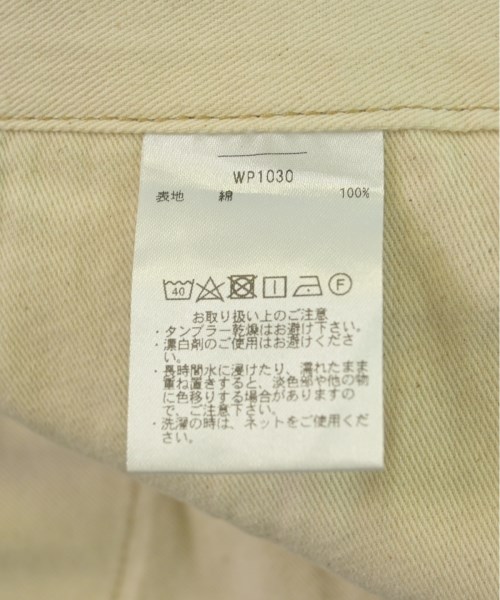 WP1030
表地 綿 100%
40 F
お取り扱い上のご注意
・タンブラー乾燥はお避け下さい。
・漂白剤のご使用はお避けくださ
い。
・長時間水に浸けたり、濡れたまま
重ね置きすると、淡色部や他の物
に色移りする場合がありますの
で、ご注意下さい。
・洗濯の時は、ネットをご使用くだ
さい。